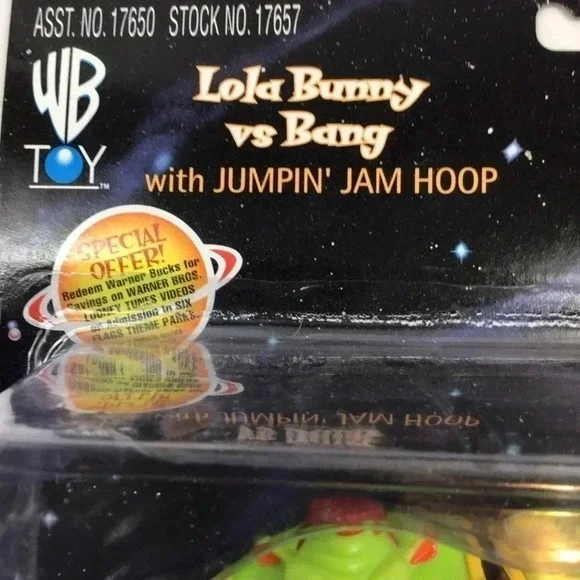 ASST. NO. 17650 STOCK NO. 17657
WB
TOY™
Lola Bunny
vs Bang
with JUMPIN' JAM HOOP
SPECIAL
OFFER!
Redeem Warner Bucks for
Savings on WARNER BROS.
LOONEY TUNES VIDEOS
or Admission to SIX
FLAGS THEME PARKS.